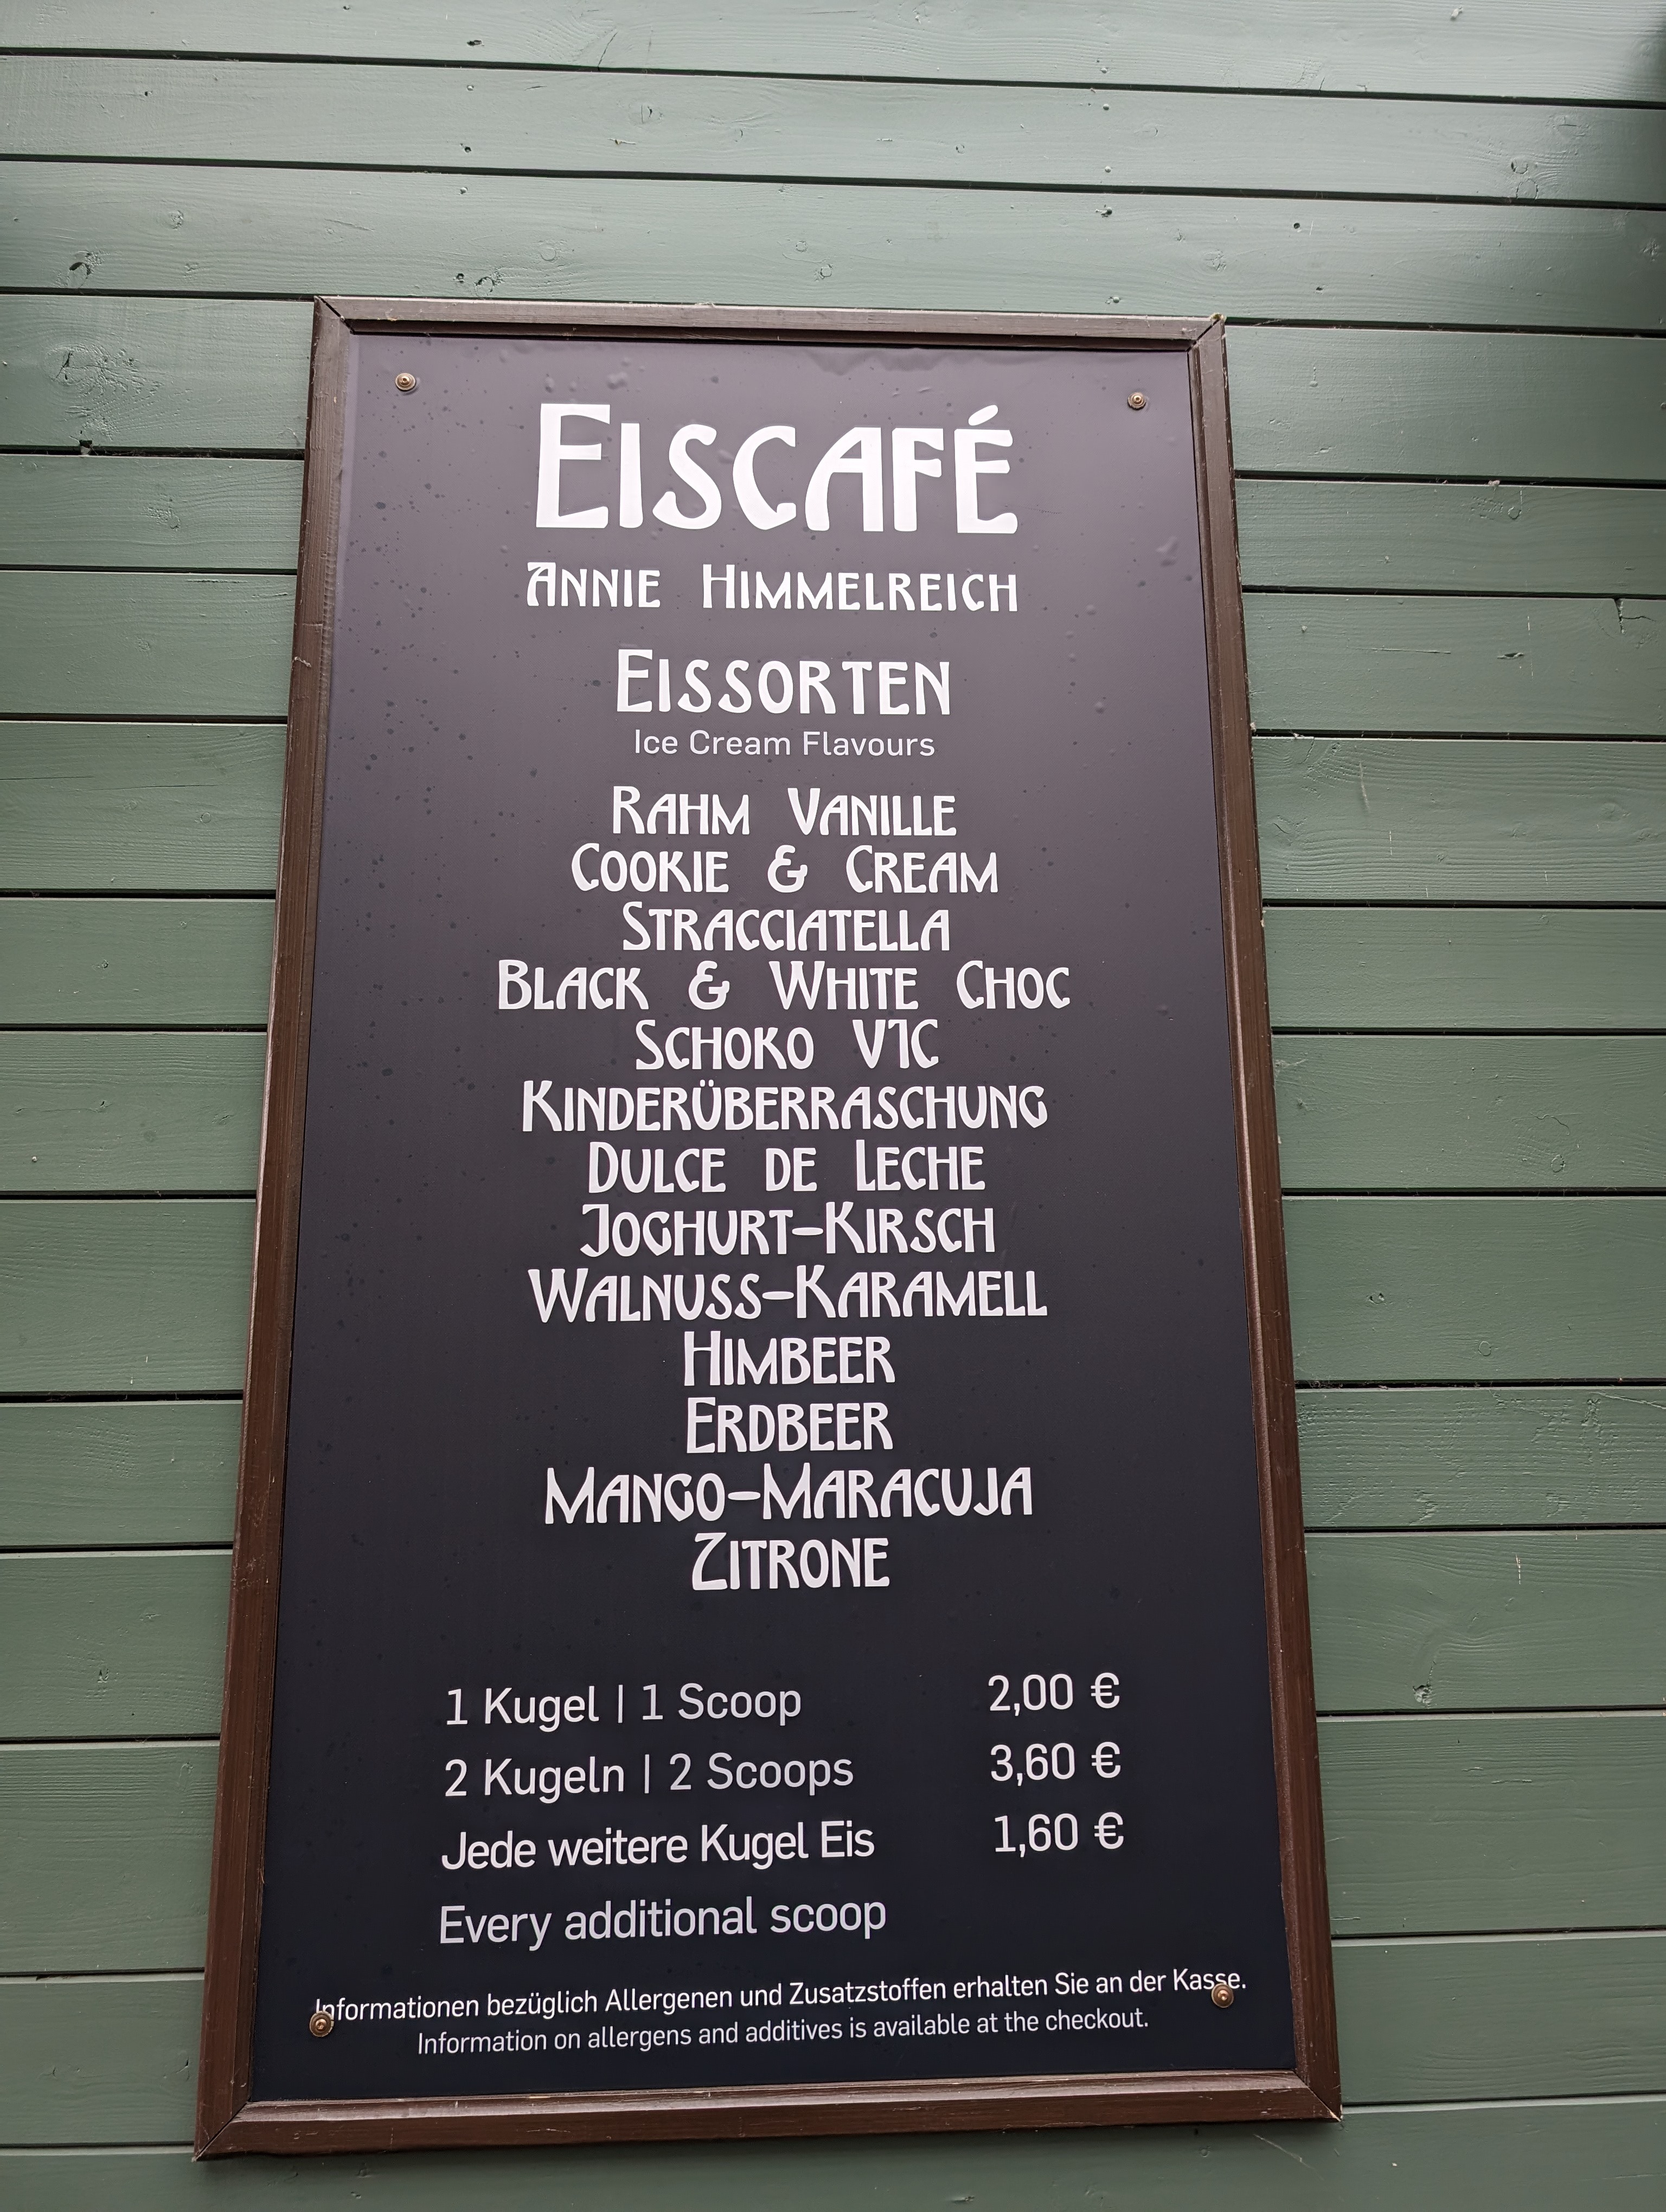 EISCAFÉ
ANNIE HIMMELREICH
EISSORTEN
Ice Cream Flavours
RAHM VANILLE
COOKIE & CREAM
STRACCIATELLA
BLACK & WHITE CHOC
SCHOKO VIC
KINDERÜBERRASCHUNG
DULCE DE LECHE
JOGHURT-KIRSCH
WALNUSS-KARAMELL
HIMBEER
ERDBEER
MANGO-MARACUJA
ZITRONE
1 Kugel | 1 Scoop 2,00 €
2 Kugeln | 2 Scoops 3,60 €
Jede weitere Kugel Eis 1,60 €
Every additional scoop
Informationen bezüglich Allergenen und Zusatzstoffen erhalten Sie an der Kasse.
Information on allergens and additives is available at the checkout.